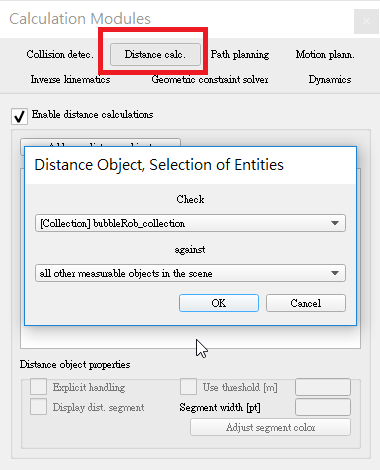 Calculation Modules
Collision detec. Distance calc. Path planning Motion plann.
Inverse kinematics Geometric constraint solver Dynamics
Enable distance calculations
Distance Object, Selection of Entities
Check
[Collection] bubbleRob_collection
against
all other measurable objects in the scene
OK Cancel
Distance object properties
Explicit handling Use threshold [m]
Display dist. segment Segment width [pt]
Adjust segment color